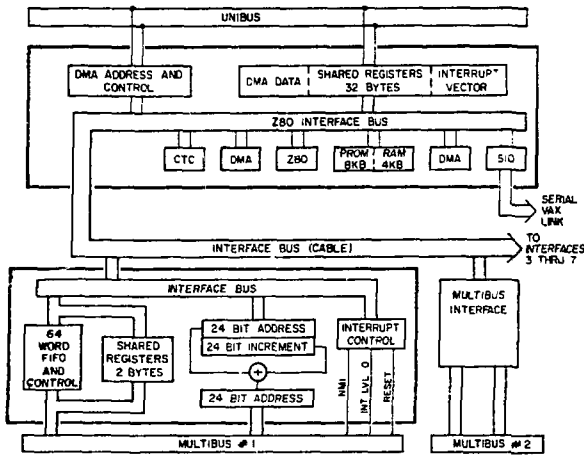 UNIBUS
DMA ADDRESS AND
CONTROL
DMA DATA
SHARED REGISTERS
32 BYTES
INTERRUPT
VECTOR
Z80 INTERFACE BUS
CTC
DMA
Z80
PROM
8KB
RAM
4KB
DMA
SIO
SERIAL
VAX
LINK
INTERFACE BUS (CABLE)
TO
INTERFACES
3 THRU 7
INTERFACE BUS
64
WORD
FIFO
AND
CONTROL
SHARED
REGISTERS
2 BYTES
24 BIT ADDRESS
24 BIT INCREMENT
+
24 BIT ADDRESS
INTERRUPT
CONTROL
NMI
INT LVL 0
RESET
MULTIBUS
INTERFACE
MULTIBUS #1
MULTIBUS #2